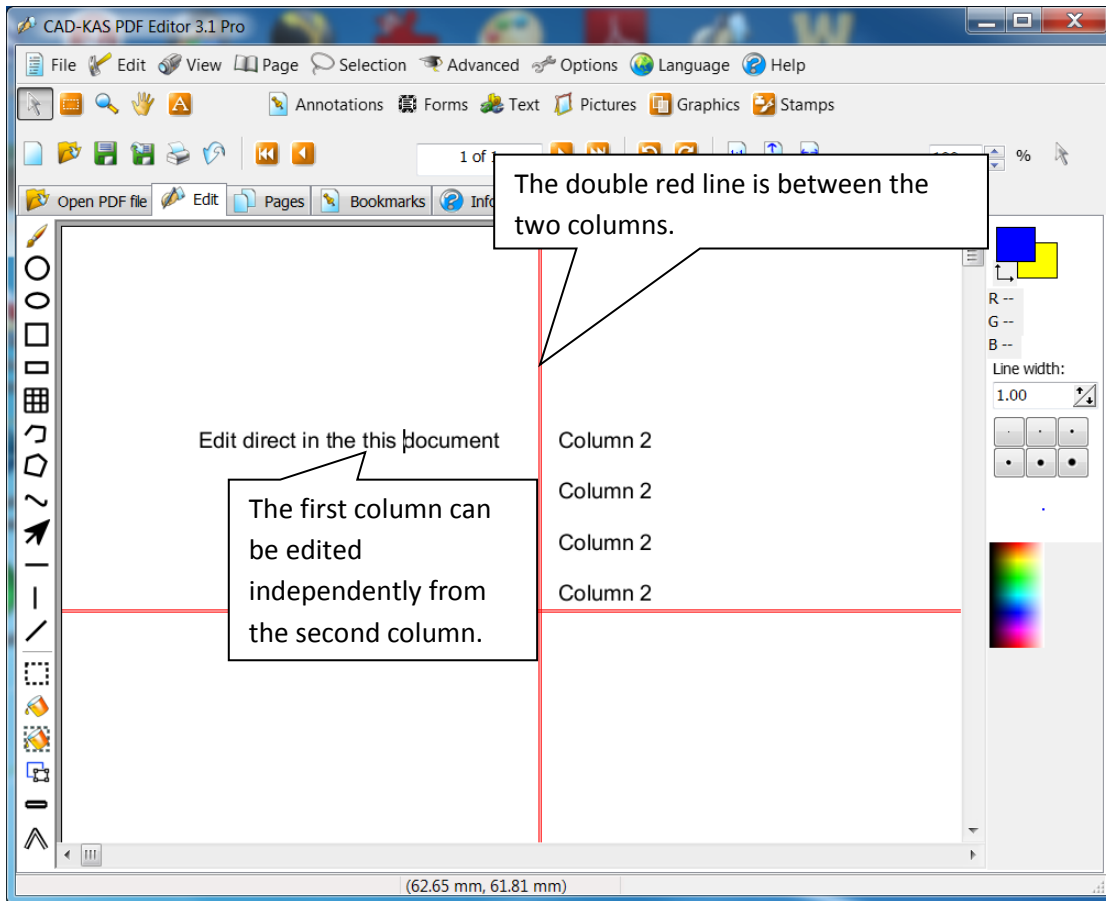 CAD-KAS PDF Editor 3.1 Pro
File Edit View Page Selection Advanced Options Language Help
Annotations Forms Text Pictures Graphics Stamps
1 of
%
The double red line is between the
two columns.
Open PDF file Edit Pages Bookmarks
R --
G --
B --
Line width:
1.00
Edit direct in the this document Column 2
The first column can
be edited
independently from
the second column.
Column 2
Column 2
Column 2
(62.65 mm, 61.81 mm)